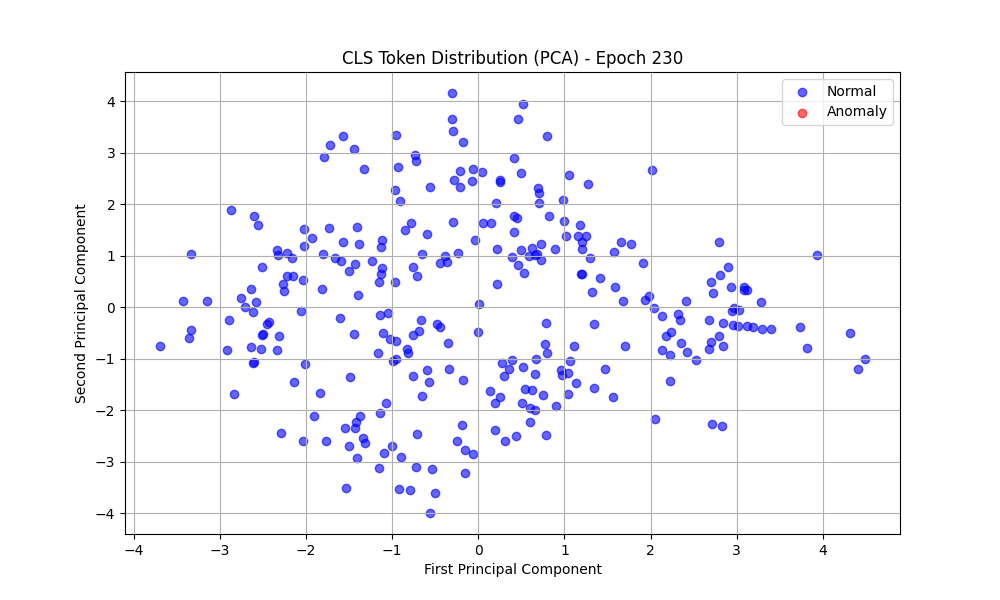 CLS Token Distribution (PCA) - Epoch 230
Normal
Anomaly
Second Principal Component
4
3
2
1
0
−1
−2
−3
−4
−4 −3 −2 −1 0 1 2 3 4
First Principal Component